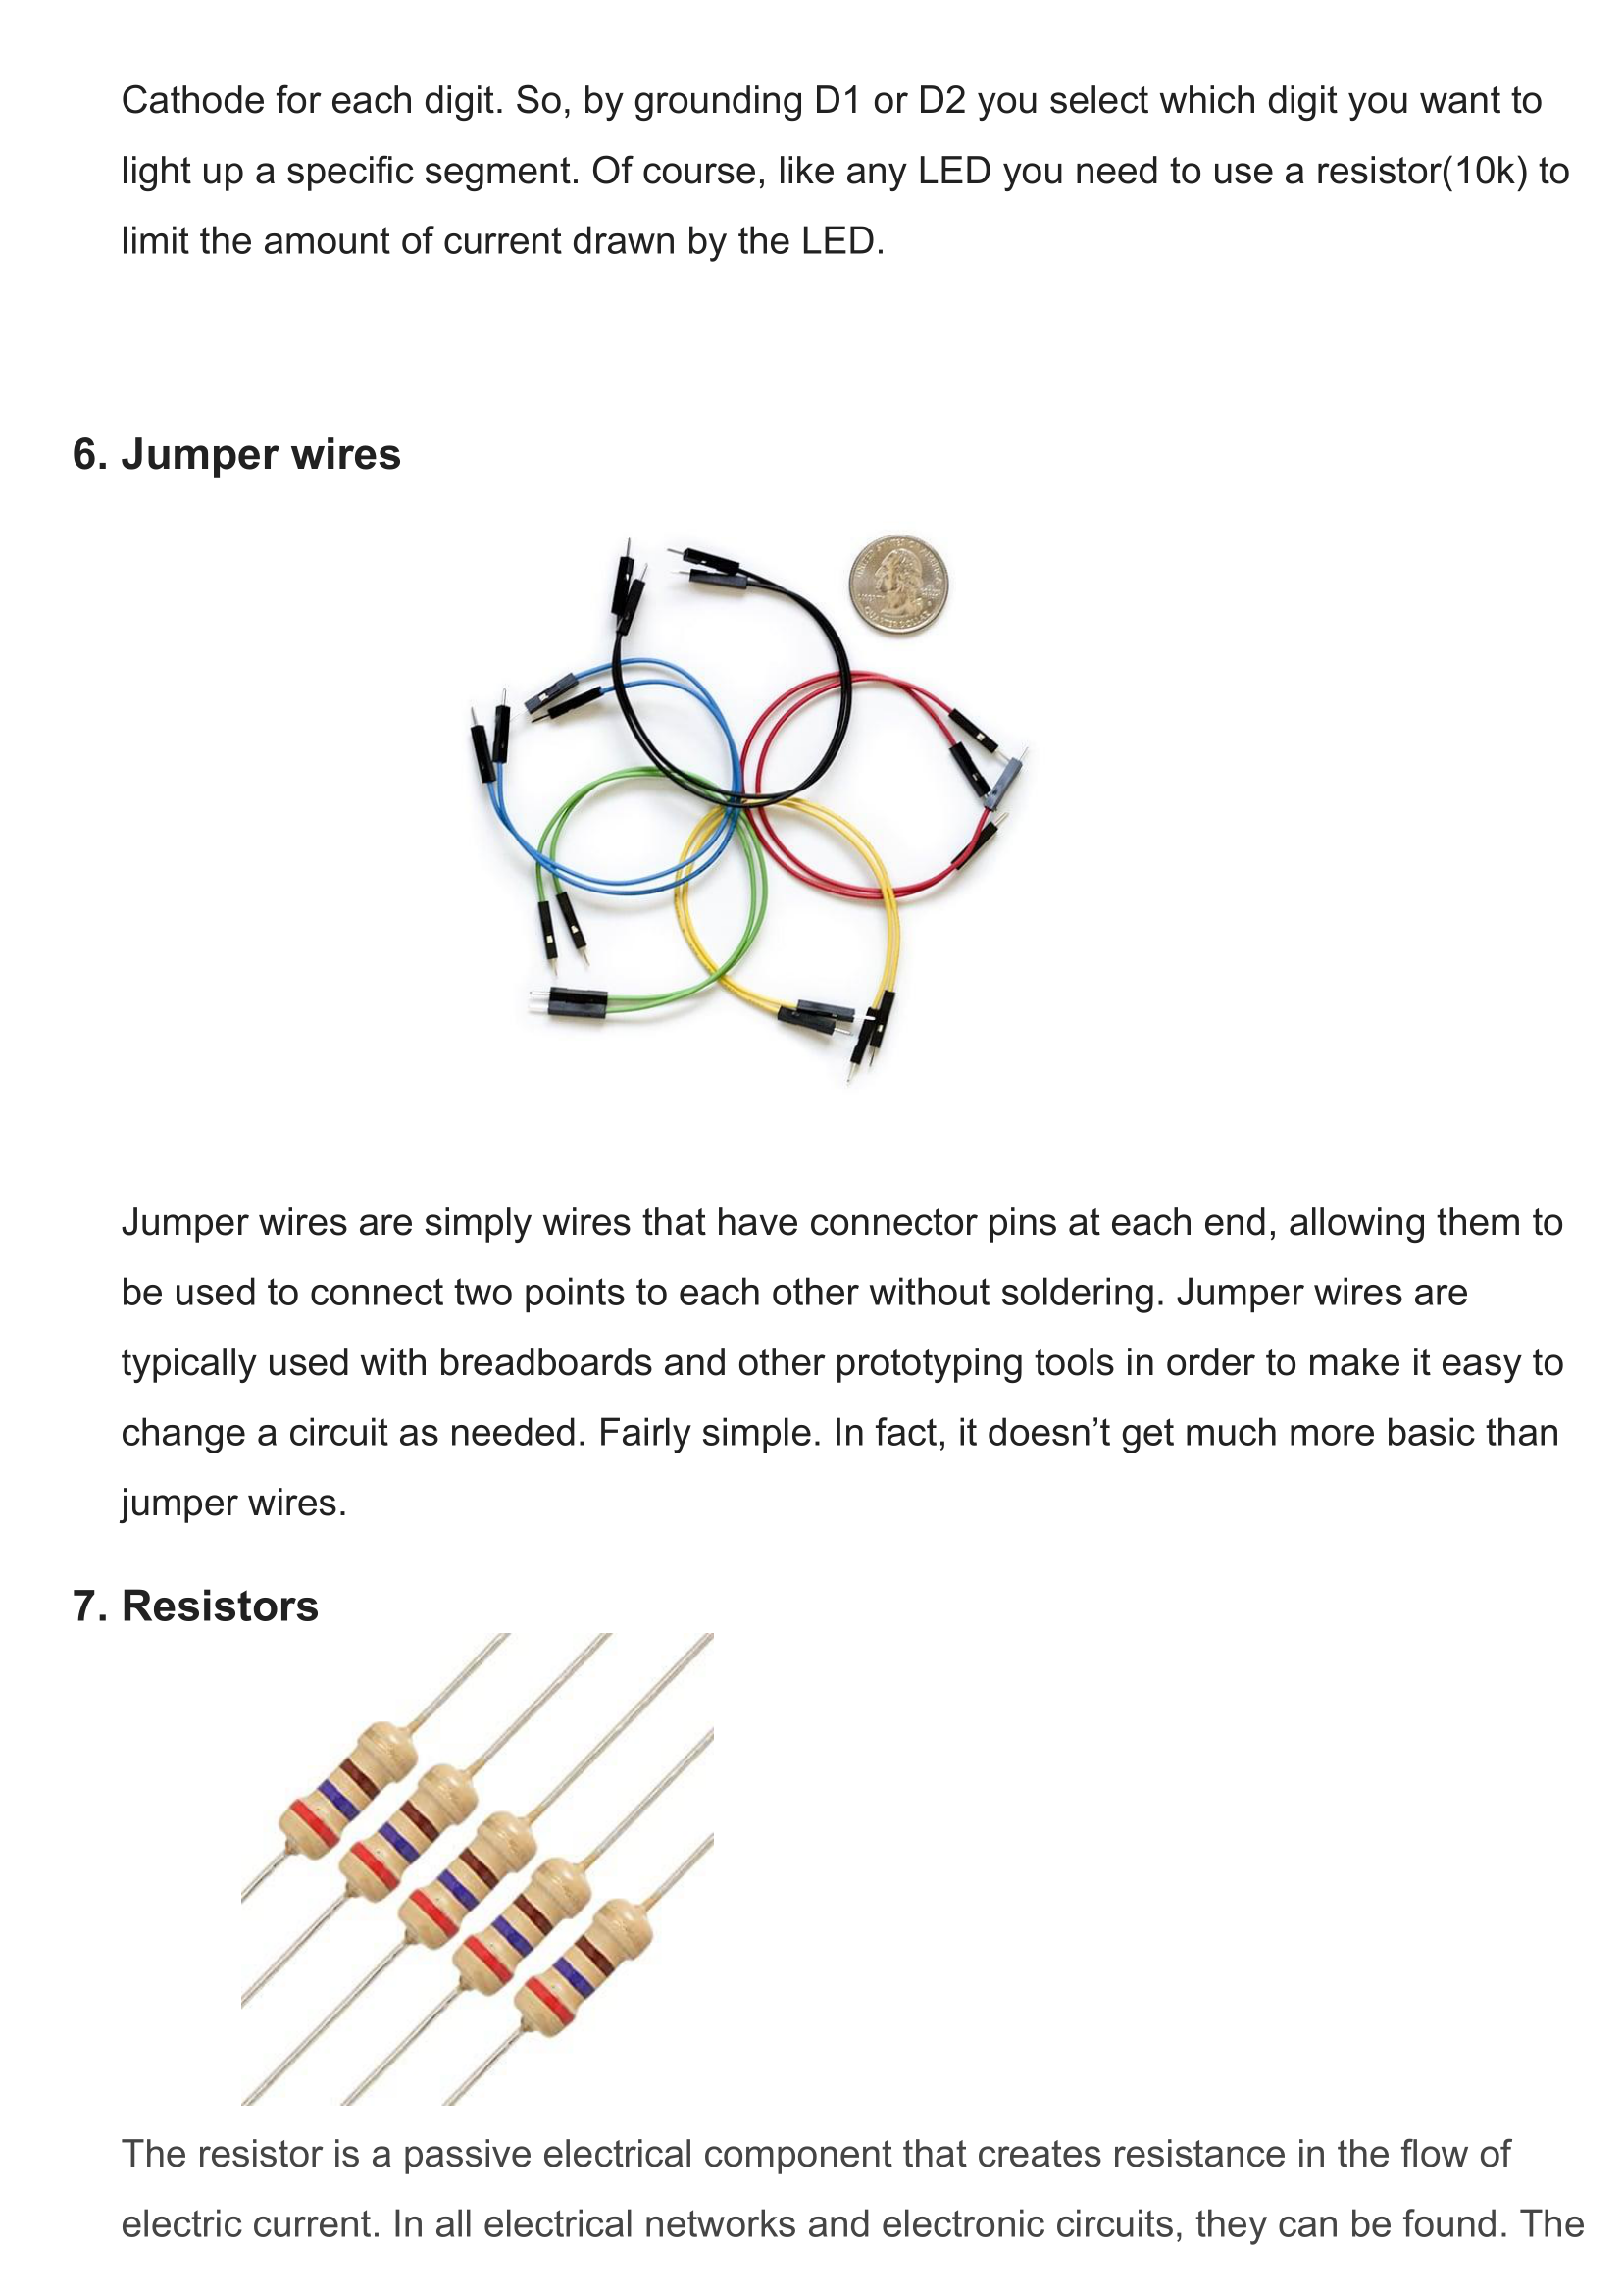 Cathode for each digit. So, by grounding D1 or D2 you select which digit you want to
light up a specific segment. Of course, like any LED you need to use a resistor(10k) to
limit the amount of current drawn by the LED.
6. Jumper wires
QUARTER DOLLAR
Jumper wires are simply wires that have connector pins at each end, allowing them to
be used to connect two points to each other without soldering. Jumper wires are
typically used with breadboards and other prototyping tools in order to make it easy to
change a circuit as needed. Fairly simple. In fact, it doesn’t get much more basic than
jumper wires.
7. Resistors
The resistor is a passive electrical component that creates resistance in the flow of
electric current. In all electrical networks and electronic circuits, they can be found. The